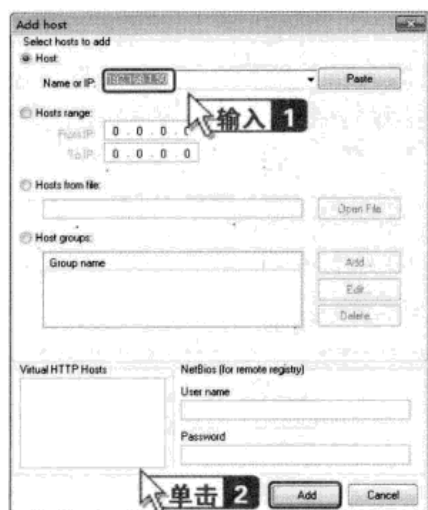 Add host
Select hosts to add
Host:
Name or IP:
Paste
输入 1
Hosts range:
From IP:
0 . 0 . 0 .
To IP:
0 . 0 . 0 . 0
Hosts from file:
Open File
Host groups:
Group name
Add...
Edit...
Delete...
Virtual HTTP Hosts
NetBios (for remote registry)
User name
Password
单击 2
Add
Cancel